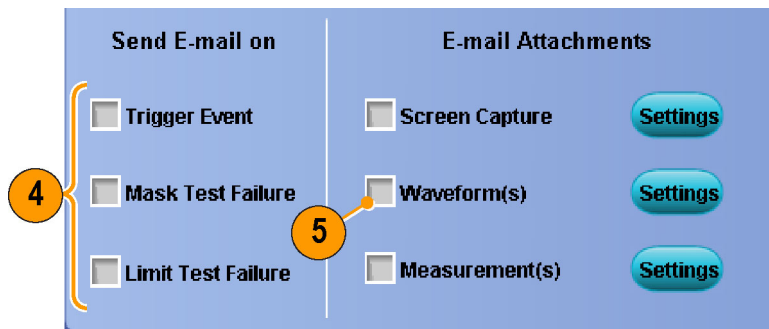 Send E-mail on
E-mail Attachments
Trigger Event
Screen Capture
Settings
4
Mask Test Failure
Waveform(s)
Settings
5
Limit Test Failure
Measurement(s)
Settings